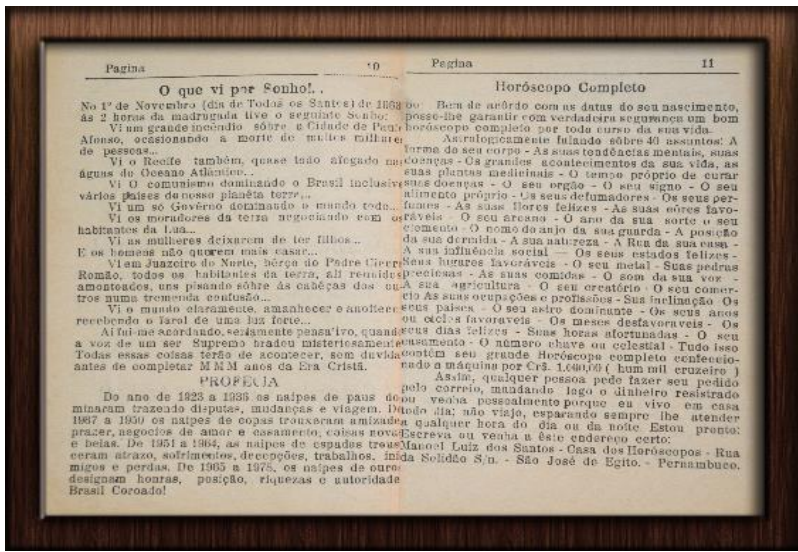 Pagina 10
O que vi por Sonho!..
No 1º de Novembro (dia de Todos os Santos) de 1963
ás 2 horas da madrugada tive o seguinte Sonho:
Vi um grande incêndio sôbre a Cidade de Paulo
Afonso, ocasionando a morte de muitos milhares
de pessoas...
Vi o Recife também, quase todo afogado nas
águas do Oceano Atlântico...
Vi O comunismo dominando o Brasil inclusive
vários países de nosso planêta terra...
Vi um só Govêrno dominando o mundo todo...
Vi os moradores da terra negociando com os
habitantes da Lua...
Vi as mulheres deixarem de ter filhos...
E os homens não querem mais casar...
Vi em Juazeiro do Norte, bêrço do Padre Cicero
Romão, todos os habitantes da terra, ali reunidos
amontoados, uns pisando sôbre ás cabéças dos ou-
tros numa tremenda confusão...
Vi o mundo claramente, amanhecer e anoitecer
recebendo o farol de uma luz forte...
Ai fui-me acordando, seriamente pensativo, quando
a voz de um ser Supremo bradou misteriosamente
Todas essas coisas terão de acontecer, sem duvida
antes de completar M M M anos da Era Cristã.
PROFECIA
Do ano de 1923 a 1936 os naipes de paus do-
minaram trazendo disputas, mudanças e viagem. De
1937 a 1950 os naipes de copas trouxeram amizades
prazer, negocios de amor e casamento, coisas novas
e belas. De 1951 a 1964, as naipes de espadas trou-
ceram atrazo, sofrimentos, decepções, trabalhos, ini-
migos e perdas. De 1965 a 1978, os naipes de ouros
designam honras, posição, riquezas e autoridade
Brasil Coroado!
Pagina 11
Horóscopo Completo
Bem de acôrdo com as datas do seu nascimento,
posso-lhe garantir com verdadeira segurança um bom
horóscopo completo por todo curso da sua vida.
Astrologicamente falando sôbre 40 assuntos: A
forma do seu corpo - As suas tendências mentais, suas
doenças - Os grandes acontecimentos da sua vida, as
suas plantas medicinais - O tempo próprio de curar
suas doenças - O seu orgão - O seu signo - O seu
alimento próprio - Os seus defumadores - Os seus per-
fumes - As suas flores felizes - As suas côres favo-
ráveis - O seu arcano - O ano da sua sorte o seu
elemento - O nome do anjo da sua guarda - A posição
da sua dormida - A sua natureza - A Rua da sua casa -
A sua influência social — Os seus estados felizes -
Seus lugares favoráveis - O seu metal - Suas pedras
preciosas - As suas comidas - O som da sua voz -
A sua agricultura - O seu creatório - O seu comer-
cio As suas ocupações e profissões - Sua inclinação Os
seus países - O seu astro dominante - Os seus anos
ou ciclos favoraveis - Os meses desfavoraveis - Os
seus dias felizes - Suas horas afortunadas - O seu
casamento - O número chave ou celestial - Tudo isso
contém seu grande Horóscopo completo confeccio-
nado a máquina por Cr$. 1.000,00 ( hum mil cruzeiro )
Assim, qualquer pessoa pede fazer seu pedido
pelo correio, mandando logo o dinheiro resistrado
ou venha pessoalmente porque eu vivo em casa
todo dia; não viajo, esparando sempre lhe atender
a qualquer hora do dia ou da noite Estou pronto:
Escreva ou venha a êste endereço certo:
Manoel Luiz dos Santos - Casa dos Horóscopos - Rua
da Solidão S/n. - São José do Egito. - Pernambuco.